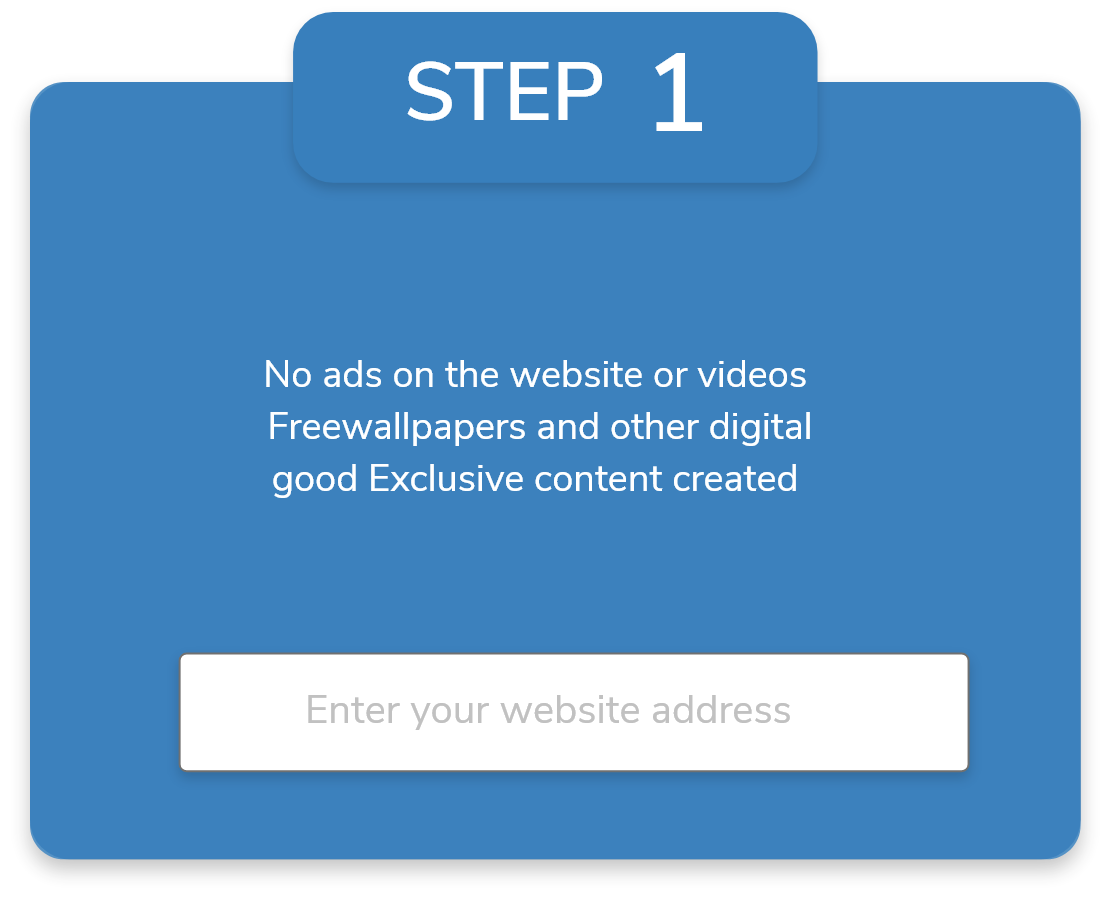 STEP 1
No ads on the website or videos
Freewallpapers and other digital
good Exclusive content created
Enter your website address